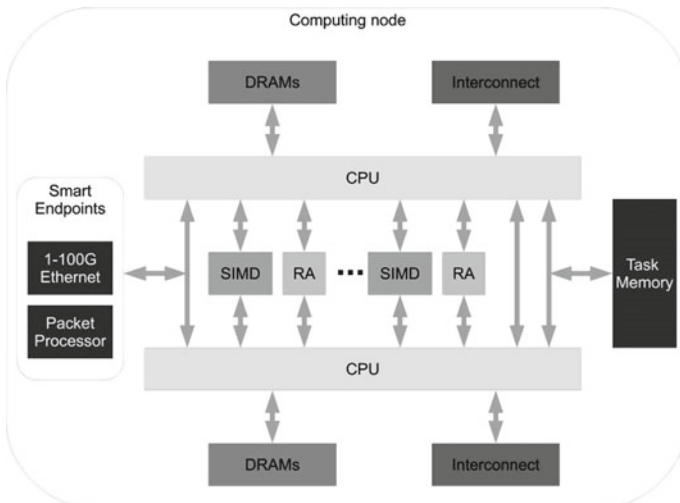 Computing node
DRAMs
Interconnect
CPU
Smart
Endpoints
1-100G
Ethernet
Packet
Processor
SIMD
RA
SIMD
RA
Task
Memory
CPU
DRAMs
Interconnect